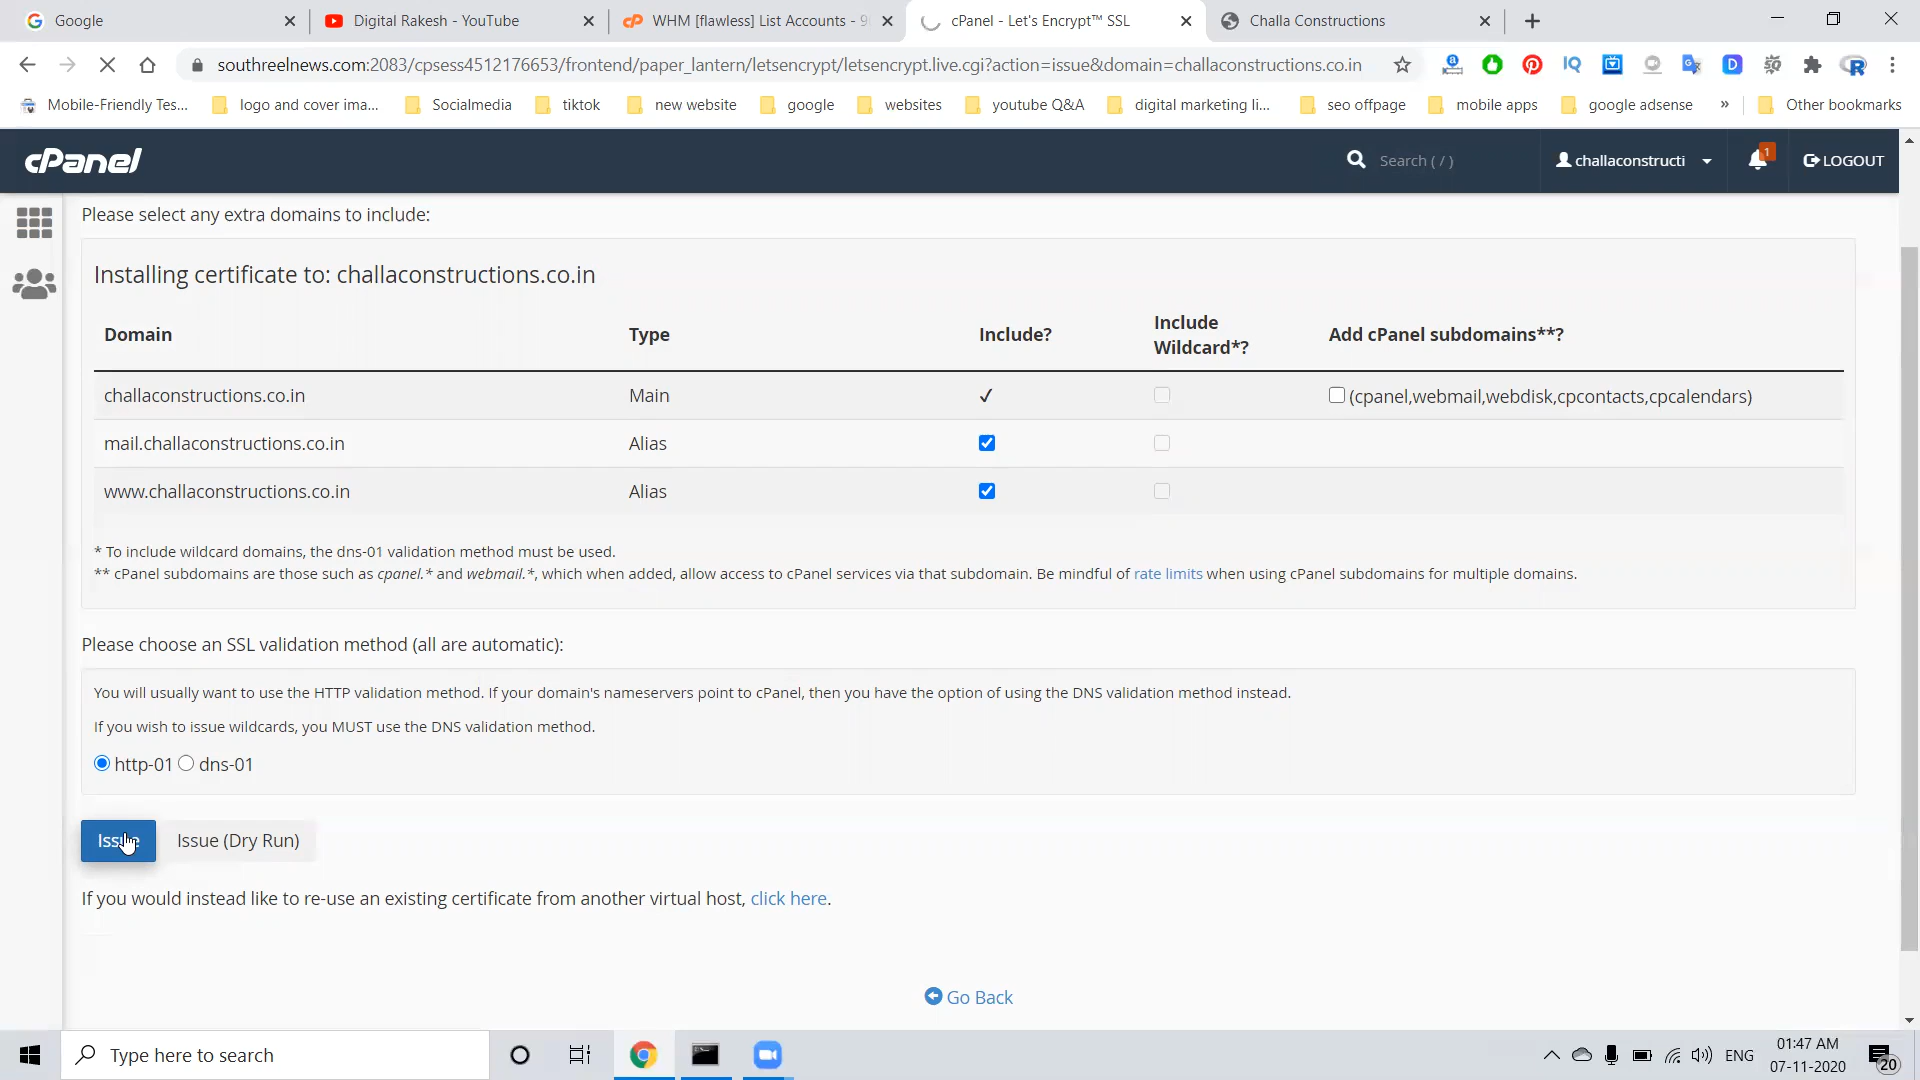 Google
Digital Rakesh - YouTube
WHM [flawless] List Accounts -
cPanel - Let's Encrypt™ SSL
Challa Constructions
southreelnews.com:2083/cpsess4512176653/frontend/paper_lantern/letsencrypt/letsencrypt.live.cgi?action=issue&domain=challaconstructions.co.in
Mobile-Friendly Tes...
logo and cover ima...
Socialmedia
tiktok
new website
google
websites
youtube Q&A
digital marketing li...
seo offpage
mobile apps
google adsense
»
Other bookmarks
cPanel
Search ( / )
challaconstructi
1
LOGOUT
Please select any extra domains to include:
Installing certificate to: challaconstructions.co.in
Domain Type Include? Include Wildcard*? Add cPanel subdomains**?
challaconstructions.co.in Main ✓ (cpanel,webmail,webdisk,cpcontacts,cpcalendars)
mail.challaconstructions.co.in Alias
www.challaconstructions.co.in Alias
* To include wildcard domains, the dns-01 validation method must be used.
** cPanel subdomains are those such as cpanel.* and webmail.*, which when added, allow access to cPanel services via that subdomain. Be mindful of rate limits when using cPanel subdomains for multiple domains.
Please choose an SSL validation method (all are automatic):
You will usually want to use the HTTP validation method. If your domain's nameservers point to cPanel, then you have the option of using the DNS validation method instead.
If you wish to issue wildcards, you MUST use the DNS validation method.
http-01 dns-01
Issue Issue (Dry Run)
If you would instead like to re-use an existing certificate from another virtual host, click here.
Go Back
Type here to search
ENG
01:47 AM
07-11-2020
20